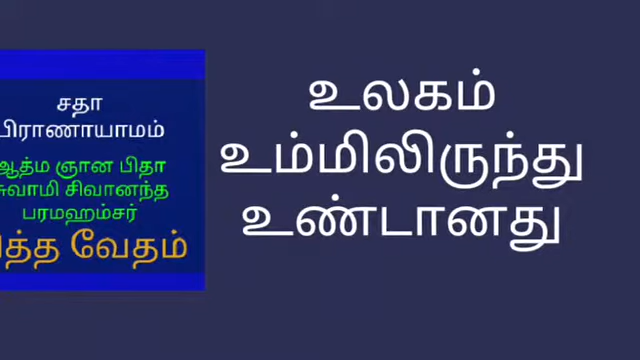 சதா
பிராணாயாமம்
ஆத்ம ஞான பிதா
சுவாமி சிவானந்த
பரமஹம்சர்
வேதம்
உலகம்
உம்மிலிருந்து
உண்டானது